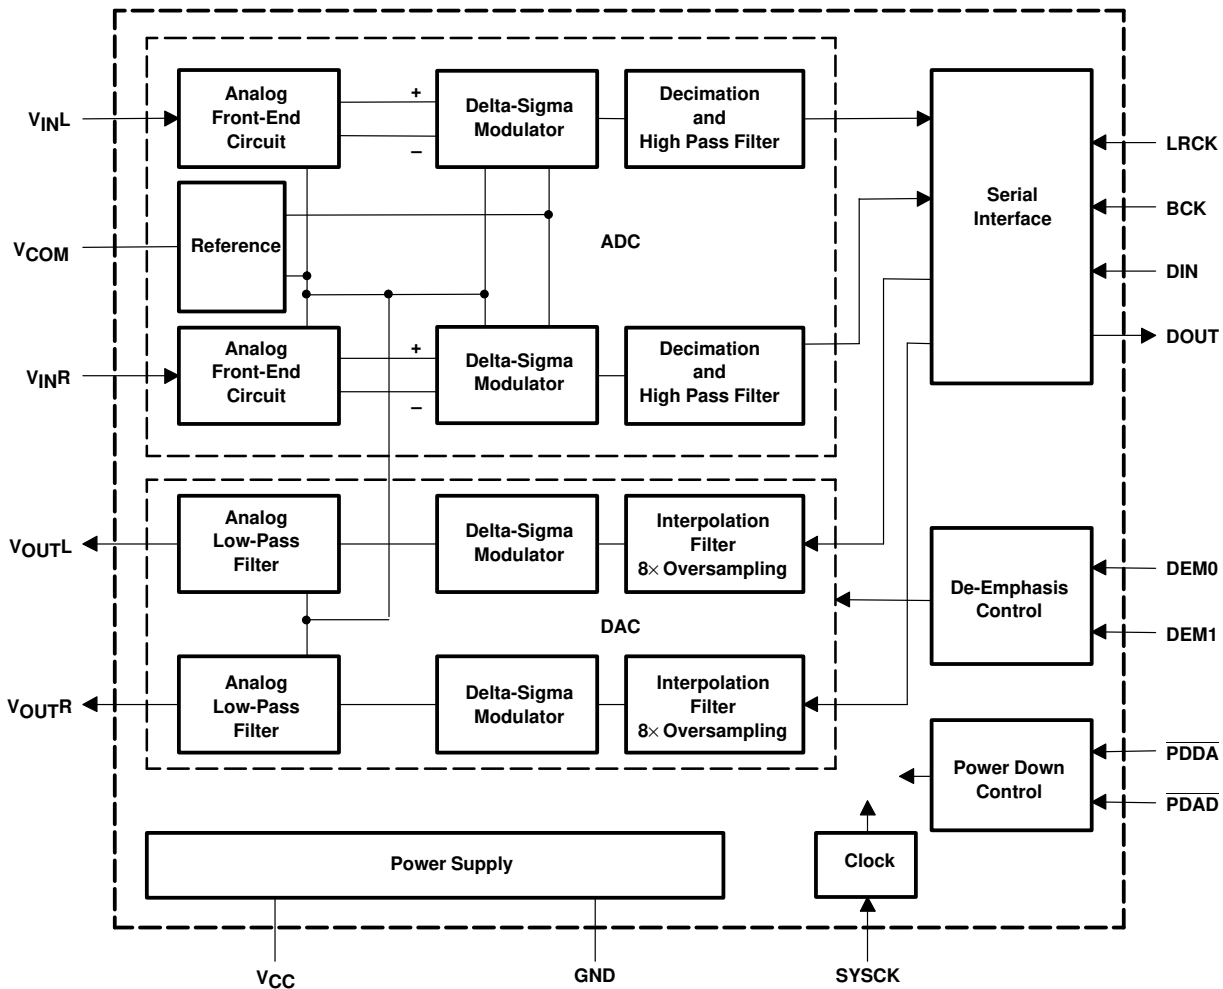 Analog
Front-End
Circuit
+
–
Delta-Sigma
Modulator
Decimation
and
High Pass Filter
VINL
Serial
Interface
LRCK
BCK
DIN
DOUT
VCOM
Reference
ADC
Analog
Front-End
Circuit
+
–
Delta-Sigma
Modulator
Decimation
and
High Pass Filter
VINR
Analog
Low-Pass
Filter
Delta-Sigma
Modulator
Interpolation
Filter
8× Oversampling
VOUTL
De-Emphasis
Control
DEM0
DEM1
DAC
Analog
Low-Pass
Filter
Delta-Sigma
Modulator
Interpolation
Filter
8× Oversampling
VOUTR
Power Down
Control
PDDA
PDAD
Power Supply
Clock
VCC
GND
SYSCK